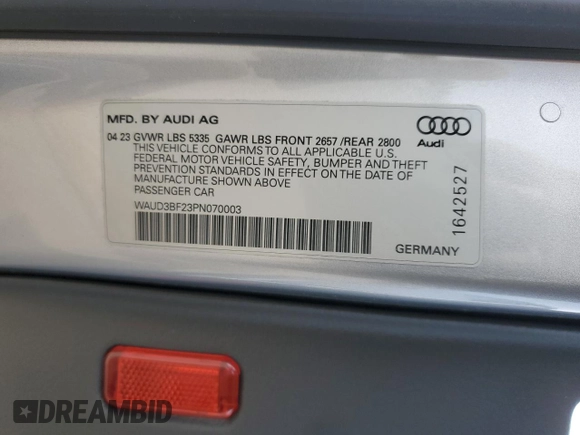 MFD. BY AUDI AG
04 23 GVWR LBS 5335 GAWR LBS FRONT 2657 /REAR 2800
THIS VEHICLE CONFORMS TO ALL APPLICABLE U.S.
FEDERAL MOTOR VEHICLE SAFETY, BUMPER AND THEFT
PREVENTION STANDARDS IN EFFECT ON THE DATE OF
MANUFACTURE SHOWN ABOVE
PASSENGER CAR
WAUD3BF23PN070003
Audi
1642527
GERMANY
DREAMBID